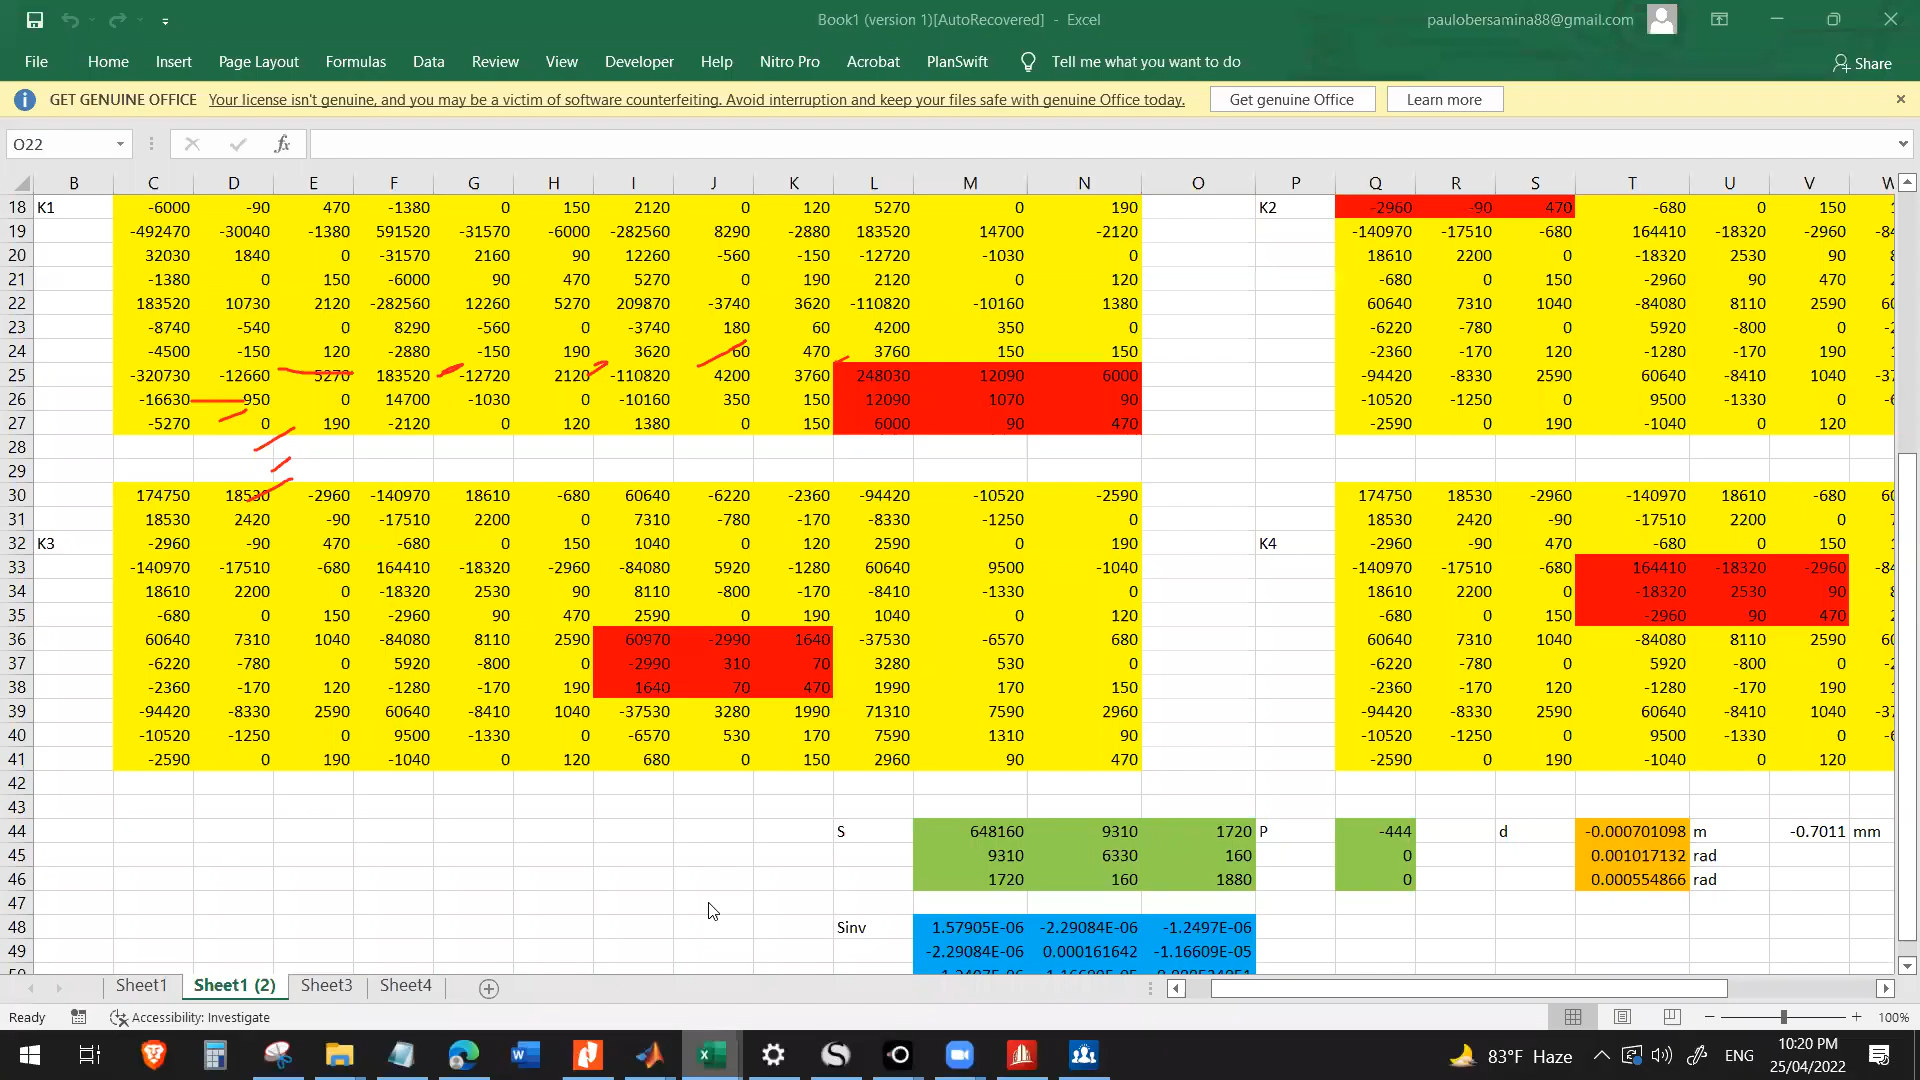 Book1 (version 1)[AutoRecovered] - Excel
paulobersamina88@gmail.com
File Home Insert Page Layout Formulas Data Review View Developer Help Nitro Pro Acrobat PlanSwift Tell me what you want to do Share
GET GENUINE OFFICE Your license isn't genuine, and you may be a victim of software counterfeiting. Avoid interruption and keep your files safe with genuine Office today. Get genuine Office Learn more
O22 fx
B C D E F G H I J K L M N O P Q R S T U V W
18 K1 -6000 -90 470 -1380 0 150 2120 0 120 5270 0 190 K2 -2960 -90 470 -680 0 150
19 -492470 -30040 -1380 591520 -31570 -6000 -282560 8290 -2880 183520 14700 -2120 -140970 -17510 -680 164410 -18320 -2960 -84
20 32030 1840 0 -31570 2160 90 12260 -560 -150 -12720 -1030 0 18610 2200 0 -18320 2530 90
21 -1380 0 150 -6000 90 470 5270 0 190 2120 0 120 -680 0 150 -2960 90 470
22 183520 10730 2120 -282560 12260 5270 209870 -3740 3620 -110820 -10160 1380 60640 7310 1040 -84080 8110 2590 60
23 -8740 -540 0 8290 -560 0 -3740 180 60 4200 350 0 -6220 -780 0 5920 -800 0
24 -4500 -150 120 -2880 -150 190 3620 60 470 3760 150 150 -2360 -170 120 -1280 -170 190
25 -320730 -12660 5270 183520 -12720 2120 -110820 4200 3760 248030 12090 6000 -94420 -8330 2590 60640 -8410 1040 -37
26 -16630 950 0 14700 -1030 0 -10160 350 150 12090 1070 90 -10520 -1250 0 9500 -1330 0
27 -5270 0 190 -2120 0 120 1380 0 150 6000 90 470 -2590 0 190 -1040 0 120
28
29
30 174750 18530 -2960 -140970 18610 -680 60640 -6220 -2360 -94420 -10520 -2590 174750 18530 -2960 -140970 18610 -680 60
31 18530 2420 -90 -17510 2200 0 7310 -780 -170 -8330 -1250 0 18530 2420 -90 -17510 2200 0
32 K3 -2960 -90 470 -680 0 150 1040 0 120 2590 0 190 K4 -2960 -90 470 -680 0 150
33 -140970 -17510 -680 164410 -18320 -2960 -84080 5920 -1280 60640 9500 -1040 -140970 -17510 -680 164410 -18320 -2960 -84
34 18610 2200 0 -18320 2530 90 8110 -800 -170 -8410 -1330 0 18610 2200 0 -18320 2530 90
35 -680 0 150 -2960 90 470 2590 0 190 1040 0 120 -680 0 150 -2960 90 470
36 60640 7310 1040 -84080 8110 2590 60970 -2990 1640 -37530 -6570 680 60640 7310 1040 -84080 8110 2590 60
37 -6220 -780 0 5920 -800 0 -2990 310 70 3280 530 0 -6220 -780 0 5920 -800 0
38 -2360 -170 120 -1280 -170 190 1640 70 470 1990 170 150 -2360 -170 120 -1280 -170 190
39 -94420 -8330 2590 60640 -8410 1040 -37530 3280 1990 71310 7590 2960 -94420 -8330 2590 60640 -8410 1040 -37
40 -10520 -1250 0 9500 -1330 0 -6570 530 170 7590 1310 90 -10520 -1250 0 9500 -1330 0
41 -2590 0 190 -1040 0 120 680 0 150 2960 90 470 -2590 0 190 -1040 0 120
42
43
44 S 648160 9310 1720 P -444 d -0.000701098 m -0.7011 mm
45 9310 6330 160 0 0.001017132 rad
46 1720 160 1880 0 0.000554866 rad
47
48 Sinv 1.57905E-06 -2.29084E-06 -1.2497E-06
49 -2.29084E-06 0.000161642 -1.16609E-05
Sheet1 Sheet1 (2) Sheet3 Sheet4
Ready Accessibility: Investigate 100%
83°F Haze ENG 10:20 PM
25/04/2022